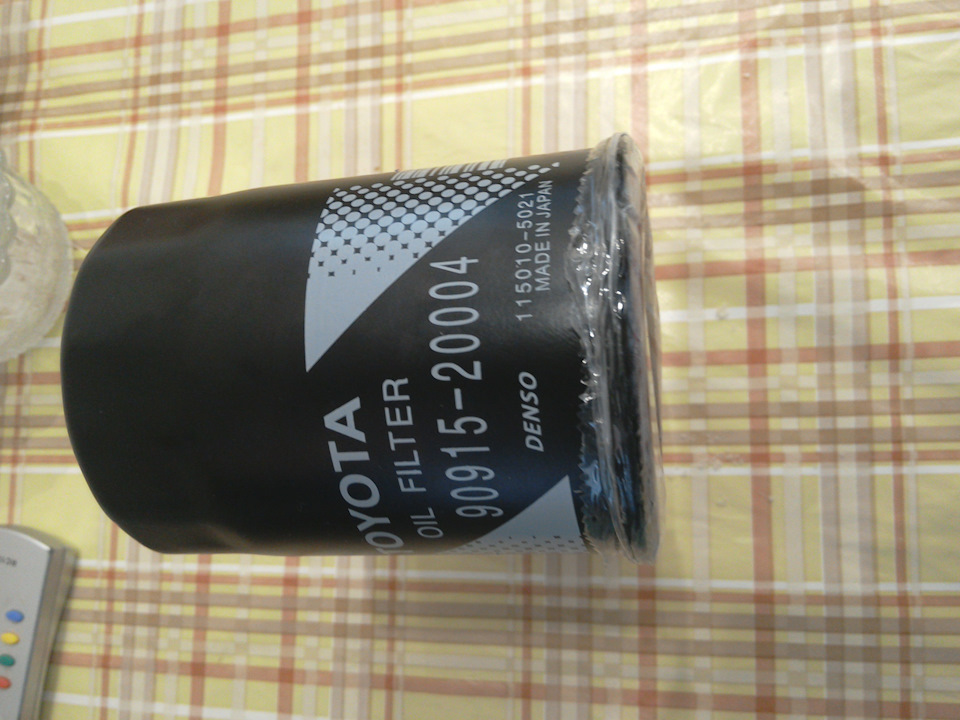 TOYOTA
OIL FILTER
90915-20004
DENSO
115010-5021
MADE IN JAPAN